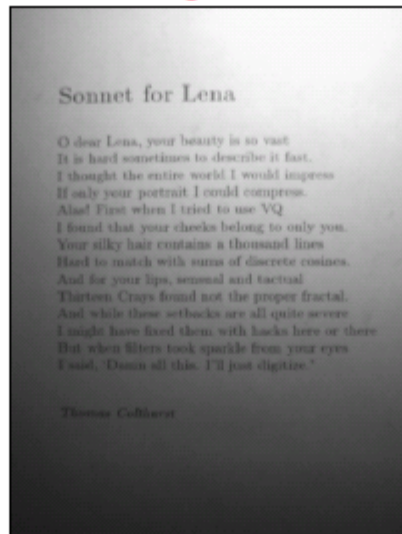 Sonnet for Lena
O dear Lena, your beauty is so vast
It is hard sometimes to describe it fast.
I thought the entire world I would impress
If only your portrait I could compress.
Alas! First when I tried to use VQ
I found that your cheeks belong to only you.
Your silky hair contains a thousand lines
Hard to match with sums of discrete cosines.
And for your lips, sensual and tactual
Thirteen Crays found not the proper fractal.
And while these setbacks are all quite severe
I might have fixed them with hacks here or there
But when filters took sparkle from your eyes
I said, 'Damn all this. I'll just digitize.'
Thomas Colthurst